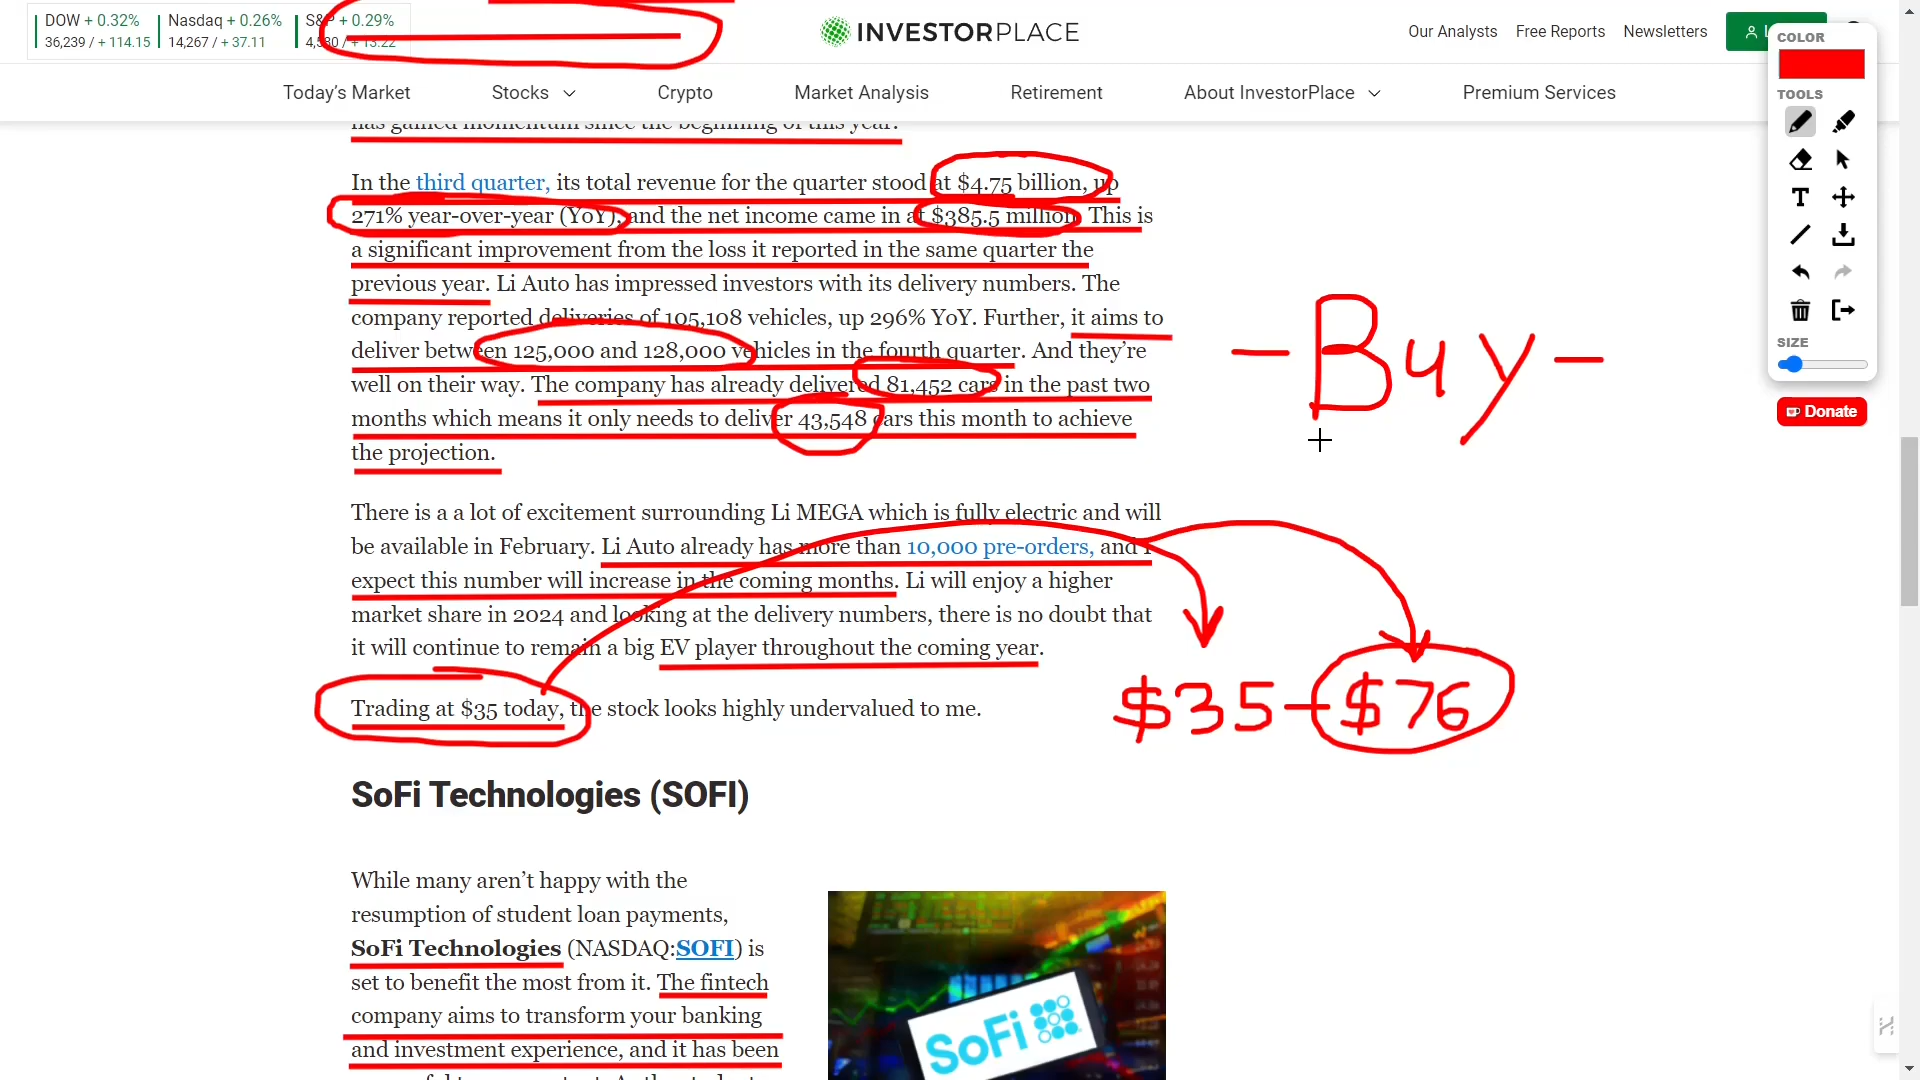 DOW + 0.32%
36,239 / + 114.15
Nasdaq + 0.26%
14,267 / + 37.11
S&P + 0.29%
4,580 / + 13.22
INVESTORPLACE
Our Analysts
Free Reports
Newsletters
Today’s Market
Stocks
Crypto
Market Analysis
Retirement
About InvestorPlace
Premium Services
COLOR
TOOLS
T
SIZE
Donate
has gained momentum since the beginning of this year.
In the third quarter, its total revenue for the quarter stood at $4.75 billion, up
271% year-over-year (YoY), and the net income came in at $385.5 million. This is
a significant improvement from the loss it reported in the same quarter the
previous year. Li Auto has impressed investors with its delivery numbers. The
company reported deliveries of 105,108 vehicles, up 296% YoY. Further, it aims to
deliver between 125,000 and 128,000 vehicles in the fourth quarter. And they’re
well on their way. The company has already delivered 81,452 cars in the past two
months which means it only needs to deliver 43,548 cars this month to achieve
the projection.
-Buy-
There is a a lot of excitement surrounding Li MEGA which is fully electric and will
be available in February. Li Auto already has more than 10,000 pre-orders, and I
expect this number will increase in the coming months. Li will enjoy a higher
market share in 2024 and looking at the delivery numbers, there is no doubt that
it will continue to remain a big EV player throughout the coming year.
Trading at $35 today, the stock looks highly undervalued to me.
$35-$76
SoFi Technologies (SOFI)
While many aren’t happy with the
resumption of student loan payments,
SoFi Technologies (NASDAQ:SOFI) is
set to benefit the most from it. The fintech
company aims to transform your banking
and investment experience, and it has been
SoFi